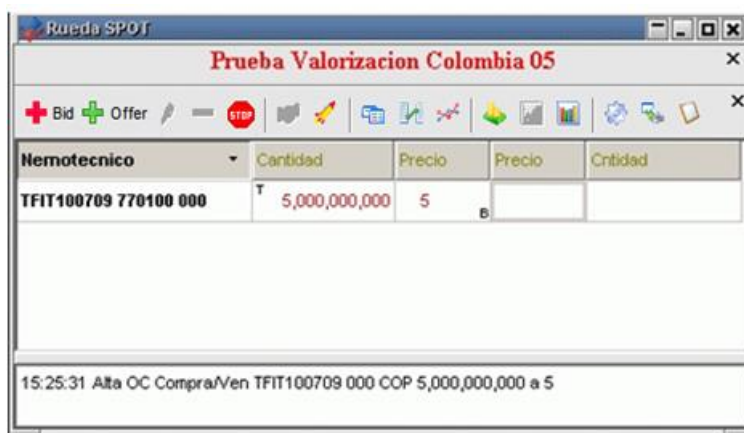 Rueda SPOT
Prueba Valorizacion Colombia 05
Bid Offer STOP
Nemotecnico Cantidad Precio Precio Cntidad
TFIT100709 770100 000 T 5,000,000,000 5 B
15:25:31 Alta OC Compra/Ven TFIT100709 000 COP 5,000,000,000 a 5